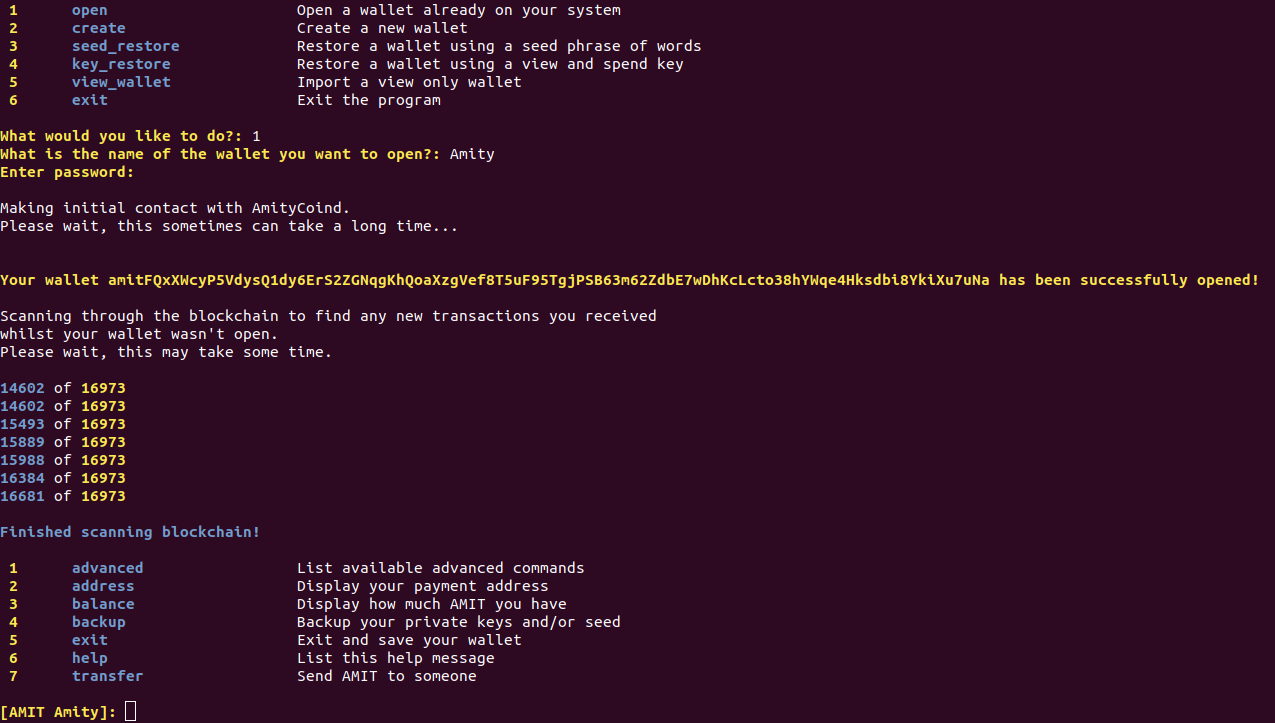 1 open Open a wallet already on your system
2 create Create a new wallet
3 seed_restore Restore a wallet using a seed phrase of words
4 key_restore Restore a wallet using a view and spend key
5 view_wallet Import a view only wallet
6 exit Exit the program
What would you like to do?: 1
What is the name of the wallet you want to open?: Amity
Enter password:
Making initial contact with AmityCoind.
Please wait, this sometimes can take a long time...
Your wallet amitFQxXWcyP5VdysQ1dy6ErS2ZGNqgKhQoaXzgVef8T5uF95TgjPSB63m62ZdbE7wDhKcLcto38hYWqe4Hksdbi8YkiXu7uNa has been successfully opened!
Scanning through the blockchain to find any new transactions you received
whilst your wallet wasn't open.
Please wait, this may take some time.
14602 of 16973
14602 of 16973
15493 of 16973
15889 of 16973
15988 of 16973
16384 of 16973
16681 of 16973
Finished scanning blockchain!
1 advanced List available advanced commands
2 address Display your payment address
3 balance Display how much AMIT you have
4 backup Backup your private keys and/or seed
5 exit Exit and save your wallet
6 help List this help message
7 transfer Send AMIT to someone
[AMIT Amity]: